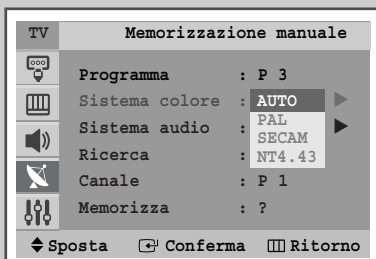 TV Memorizzazione manuale
Programma : P 3
Sistema colore : AUTO
PAL
Sistema audio :
SECAM
Ricerca : NT4.43
Canale : P 1
Memorizza : ?
Sposta Conferma Ritorno